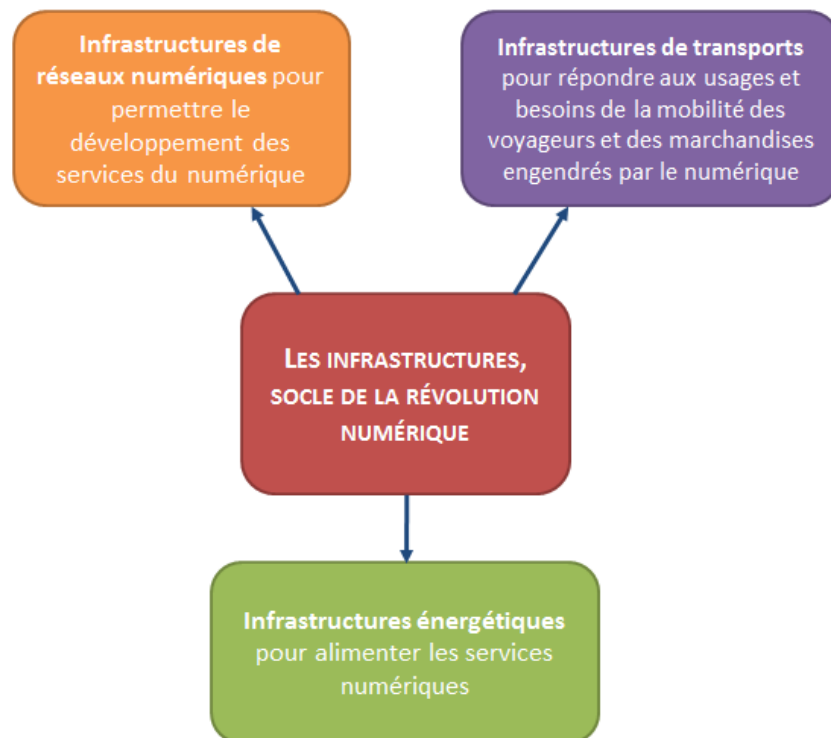 Infrastructures de
réseaux numériques pour
permettre le
développement des
services du numérique
Infrastructures de transports
pour répondre aux usages et
besoins de la mobilité des
voyageurs et des marchandises
engendrés par le numérique
LES INFRASTRUCTURES,
SOCLE DE LA RÉVOLUTION
NUMÉRIQUE
Infrastructures énergétiques
pour alimenter les services
numériques